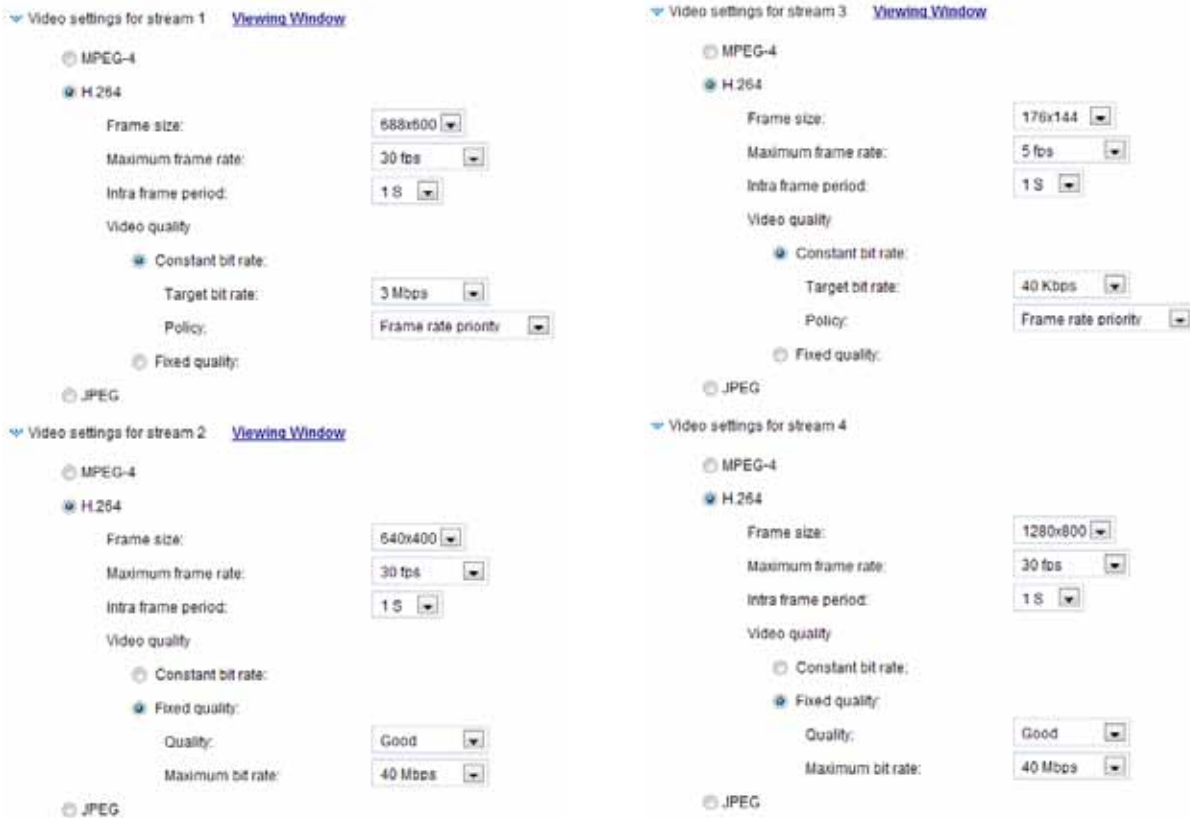 Video settings for stream 1 Viewing Window
MPEG-4
H.264
Frame size: 688x600
Maximum frame rate: 30 fps
Intra frame period: 1 S
Video quality
Constant bit rate:
Target bit rate: 3 Mbps
Policy: Frame rate priority
Fixed quality:
JPEG
Video settings for stream 2 Viewing Window
MPEG-4
H.264
Frame size: 640x400
Maximum frame rate: 30 fps
Intra frame period: 1 S
Video quality
Constant bit rate:
Fixed quality:
Quality: Good
Maximum bit rate: 40 Mbps
JPEG
Video settings for stream 3 Viewing Window
MPEG-4
H.264
Frame size: 176x144
Maximum frame rate: 5 fps
Intra frame period: 1 S
Video quality
Constant bit rate:
Target bit rate: 40 Kbps
Policy: Frame rate priority
Fixed quality:
JPEG
Video settings for stream 4
MPEG-4
H.264
Frame size: 1280x800
Maximum frame rate: 30 fps
Intra frame period: 1 S
Video quality
Constant bit rate:
Fixed quality:
Quality: Good
Maximum bit rate: 40 Mbps
JPEG